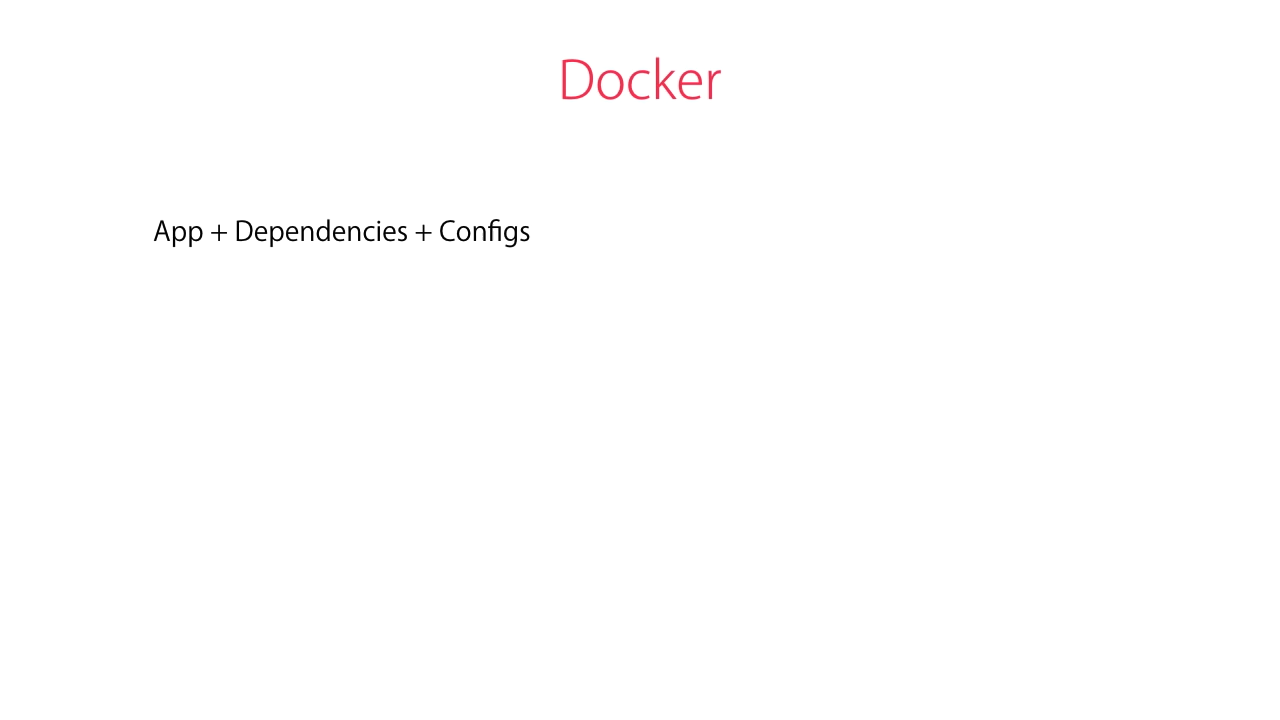 Docker
App + Dependencies + Configs